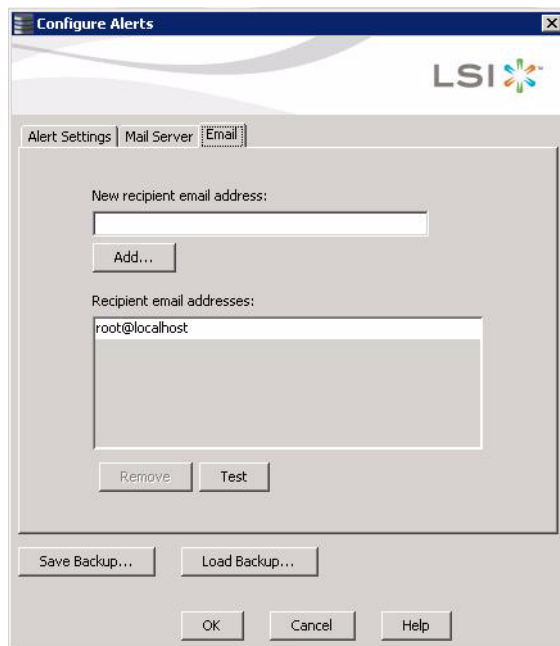 Configure Alerts
LSI
Alert Settings Mail Server Email
New recipient email address:
Add...
Recipient email addresses:
root@localhost
Remove Test
Save Backup... Load Backup...
OK Cancel Help